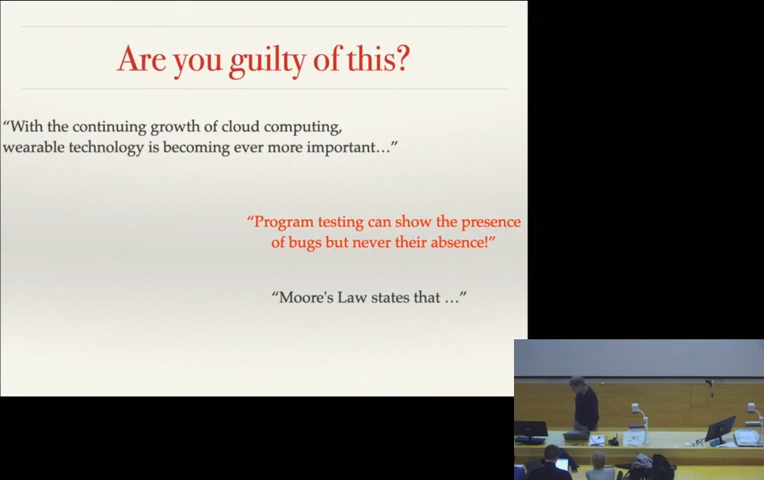 Are you guilty of this?
“With the continuing growth of cloud computing,
wearable technology is becoming ever more important…”
“Program testing can show the presence
of bugs but never their absence!”
“Moore's Law states that …”